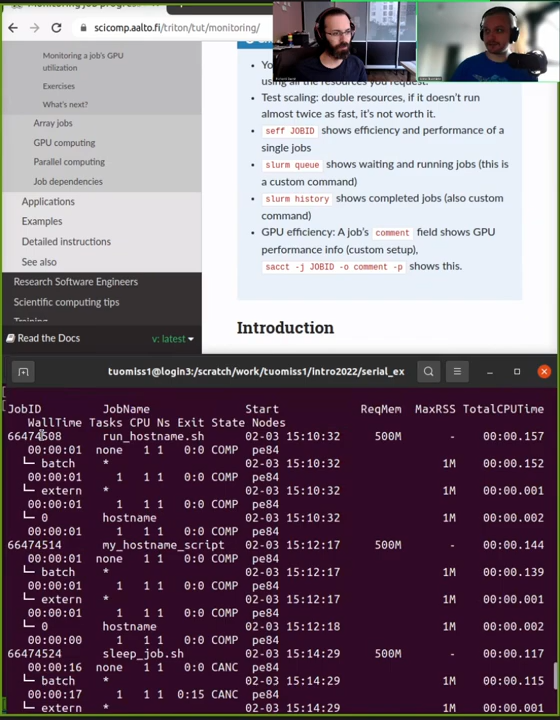 scicomp.aalto.fi/triton/tut/monitoring/
Monitoring a job's GPU
utilization
Exercises
What's next?
Array jobs
GPU computing
Parallel computing
Job dependencies
Applications
Examples
Detailed instructions
See also
Research Software Engineers
Scientific computing tips
Read the Docs
v: latest
using all the resources you request.
Test scaling: double resources, if it doesn't run
almost twice as fast, it's not worth it.
seff JOBID shows efficiency and performance of a
single jobs
slurm queue shows waiting and running jobs (this is
a custom command)
slurm history shows completed jobs (also custom
command)
GPU efficiency: A job's comment field shows GPU
performance info (custom setup),
sacct -j JOBID -o comment -p shows this.
Introduction
tuomiss1@login3:/scratch/work/tuomiss1/intro2022/serial_ex
JobID JobName Start ReqMem MaxRSS TotalCPUTime
WallTime Tasks CPU Ns Exit State Nodes
66474508 run_hostname.sh 02-03 15:10:32 500M - 00:00.157
00:00:01 none 1 1 0:0 COMP pe84
└─ batch * 02-03 15:10:32 1M 00:00.152
00:00:01 1 1 1 0:0 COMP pe84
└─ extern * 02-03 15:10:32 1M 00:00.001
00:00:01 1 1 1 0:0 COMP pe84
└─ 0 hostname 02-03 15:10:32 1M 00:00.002
00:00:01 1 1 1 0:0 COMP pe84
66474514 my_hostname_script 02-03 15:12:17 500M - 00:00.144
00:00:01 none 1 1 0:0 COMP pe84
└─ batch * 02-03 15:12:17 1M 00:00.139
00:00:01 1 1 1 0:0 COMP pe84
└─ extern * 02-03 15:12:17 1M 00:00.001
00:00:01 1 1 1 0:0 COMP pe84
└─ 0 hostname 02-03 15:12:18 1M 00:00.002
00:00:00 1 1 1 0:0 COMP pe84
66474524 sleep_job.sh 02-03 15:14:29 500M - 00:00.117
00:00:16 none 1 1 0:0 CANC pe84
└─ batch * 02-03 15:14:29 1M 00:00.115
00:00:17 1 1 1 0:15 CANC pe84
└─ extern * 02-03 15:14:29 1M 00:00.001